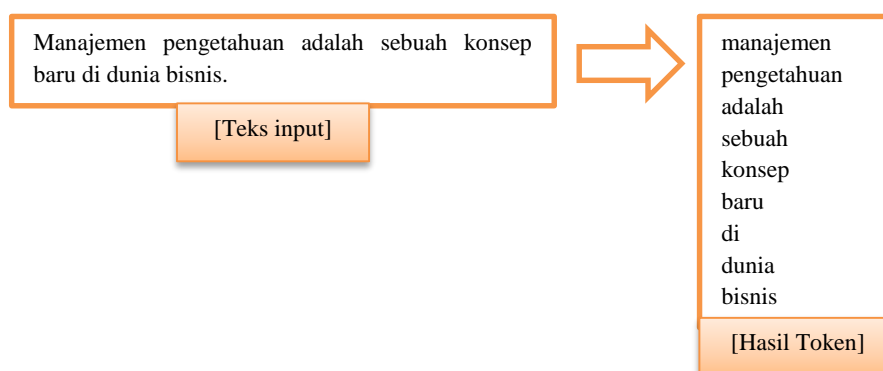 Manajemen pengetahuan adalah sebuah konsep
baru di dunia bisnis.
[Teks input]
manajemen
pengetahuan
adalah
sebuah
konsep
baru
di
dunia
bisnis
[Hasil Token]